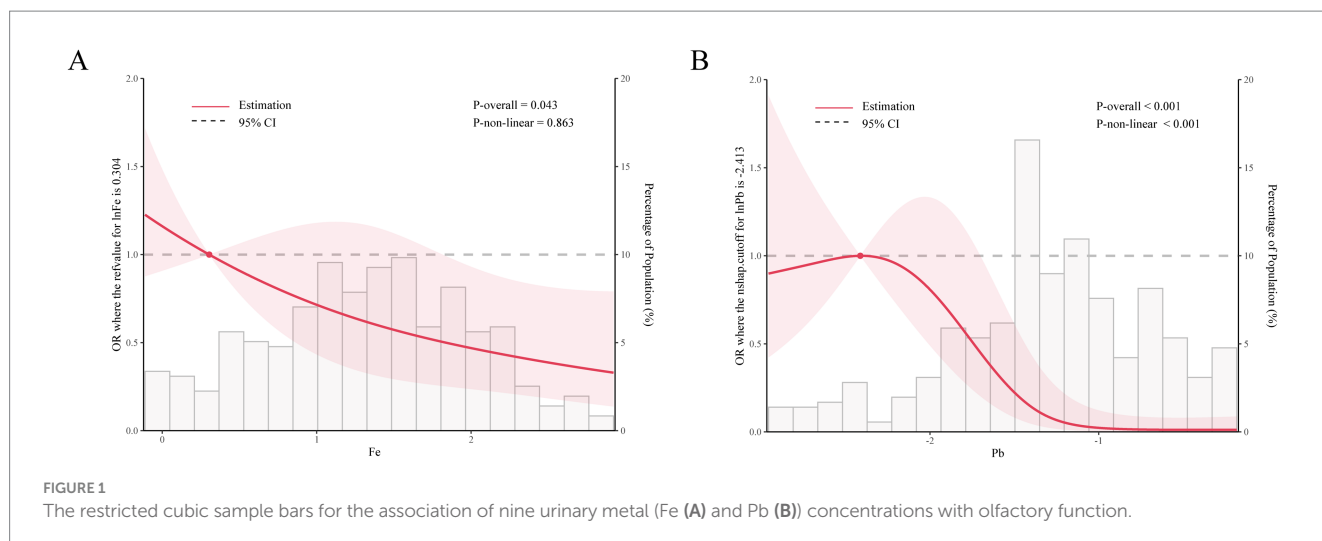 A
OR where the refvalue for lnFe is 0.304
2.0
1.5
1.0
0.5
0.0
Estimation
95% CI
P-overall = 0.043
P-non-linear = 0.863
20
15
10
5
0
Percentage of Population (%)
0
1
2
Fe
B
OR where the nshap.cutoff for lnPb is -2.413
2.0
1.5
1.0
0.5
0.0
Estimation
95% CI
P-overall < 0.001
P-non-linear < 0.001
20
15
10
5
0
Percentage of Population (%)
-2
-1
Pb
FIGURE 1
The restricted cubic sample bars for the association of nine urinary metal (Fe (A) and Pb (B)) concentrations with olfactory function.